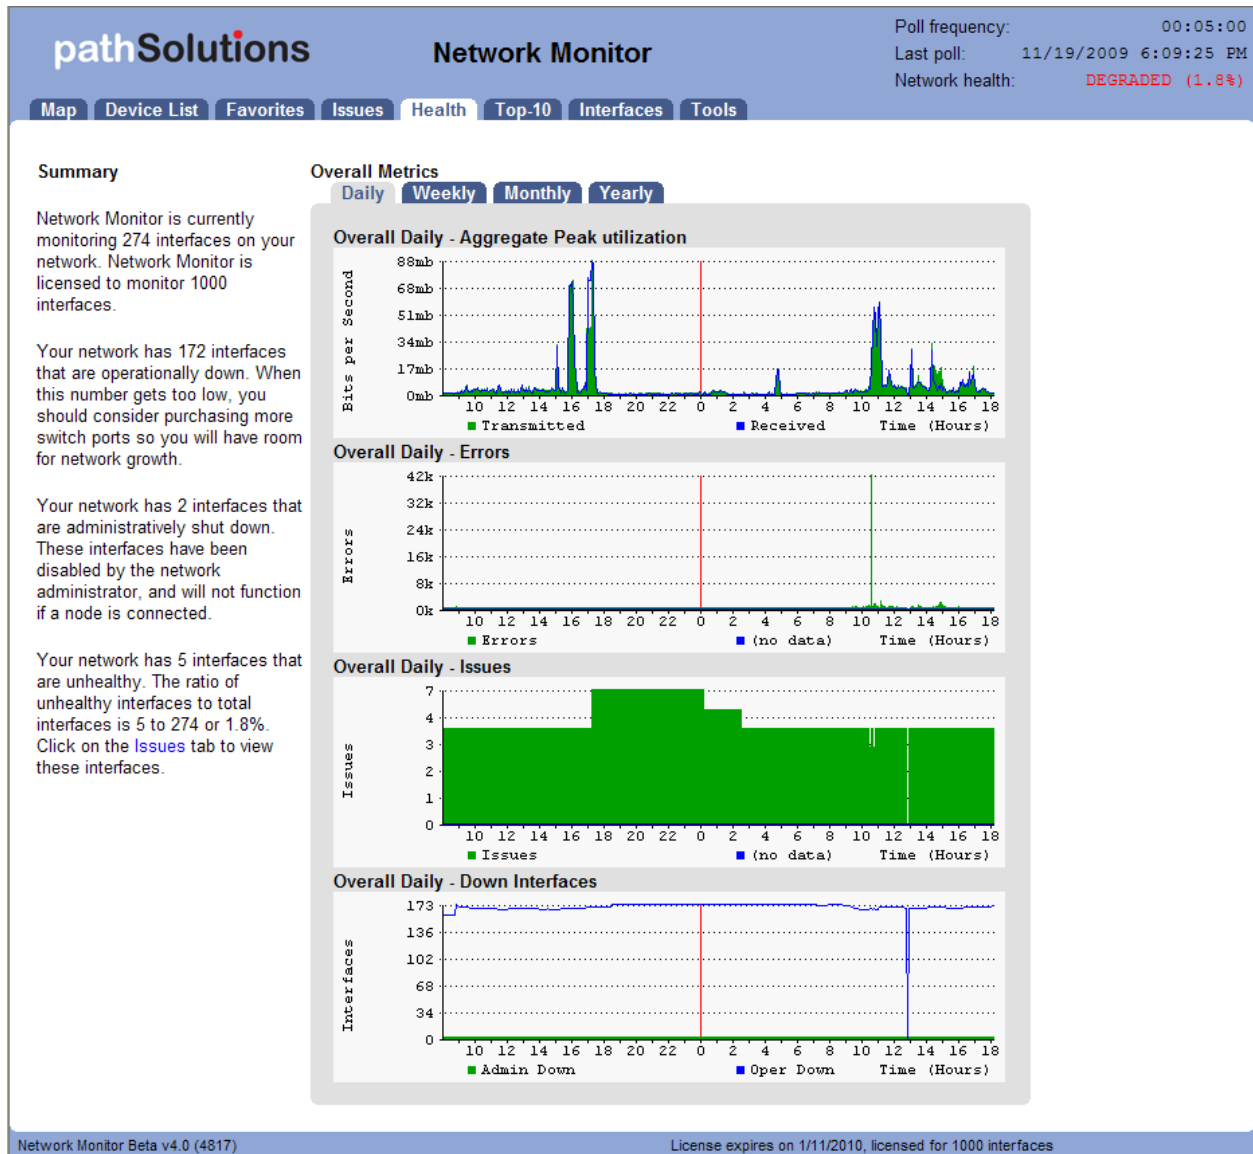 pathSolutions
Network Monitor
Poll frequency: 00:05:00
Last poll: 11/19/2009 6:09:25 PM
Network health: DEGRADED (1.8%)
Map Device List Favorites Issues Health Top-10 Interfaces Tools
Summary
Network Monitor is currently
monitoring 274 interfaces on your
network. Network Monitor is
licensed to monitor 1000
interfaces.
Your network has 172 interfaces
that are operationally down. When
this number gets too low, you
should consider purchasing more
switch ports so you will have room
for network growth.
Your network has 2 interfaces that
are administratively shut down.
These interfaces have been
disabled by the network
administrator, and will not function
if a node is connected.
Your network has 5 interfaces that
are unhealthy. The ratio of
unhealthy interfaces to total
interfaces is 5 to 274 or 1.8%.
Click on the Issues tab to view
these interfaces.
Overall Metrics
Daily Weekly Monthly Yearly
Overall Daily - Aggregate Peak utilization
Bits per Second
88mb
68mb
51mb
34mb
17mb
0mb
10 12 14 16 18 20 22 0 2 4 6 8 10 12 14 16 18
Transmitted Received Time (Hours)
Overall Daily - Errors
Errors
42k
32k
24k
16k
8k
0k
10 12 14 16 18 20 22 0 2 4 6 8 10 12 14 16 18
Errors (no data) Time (Hours)
Overall Daily - Issues
Issues
7
4
3
2
1
0
10 12 14 16 18 20 22 0 2 4 6 8 10 12 14 16 18
Issues (no data) Time (Hours)
Overall Daily - Down Interfaces
Interfaces
173
136
102
68
34
0
10 12 14 16 18 20 22 0 2 4 6 8 10 12 14 16 18
Admin Down Oper Down Time (Hours)
Network Monitor Beta v4.0 (4817)
License expires on 1/11/2010, licensed for 1000 interfaces